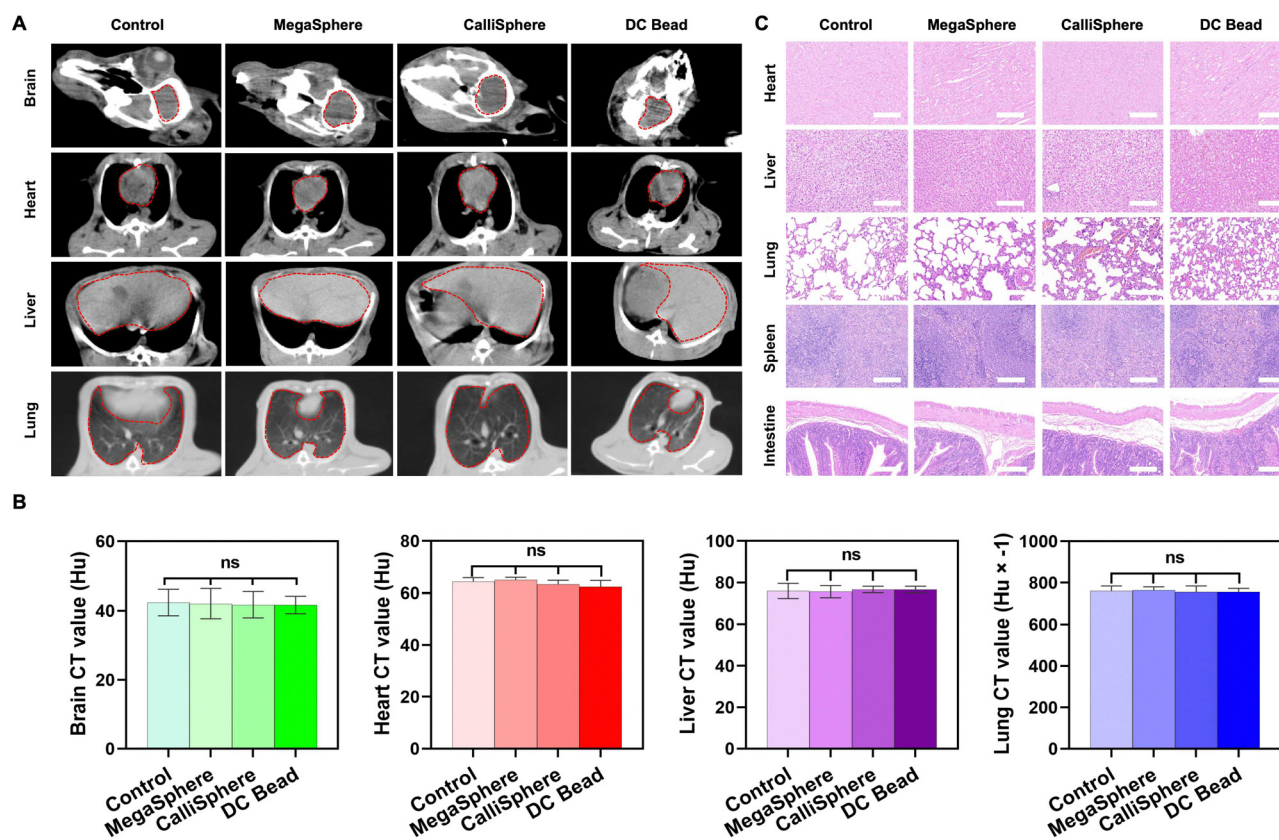 A
Control MegaSphere CalliSphere DC Bead
Brain
Heart
Liver
Lung
C
Control MegaSphere CalliSphere DC Bead
Heart
Liver
Lung
Spleen
Intestine
B
Brain CT value (Hu)
60
40
20
0
ns
Control
MegaSphere
CalliSphere
DC Bead
Heart CT value (Hu)
80
60
40
20
0
ns
Control
MegaSphere
CalliSphere
DC Bead
Liver CT value (Hu)
100
80
60
40
20
0
ns
Control
MegaSphere
CalliSphere
DC Bead
Lung CT value (Hu × -1)
1000
800
600
400
200
0
ns
Control
MegaSphere
CalliSphere
DC Bead